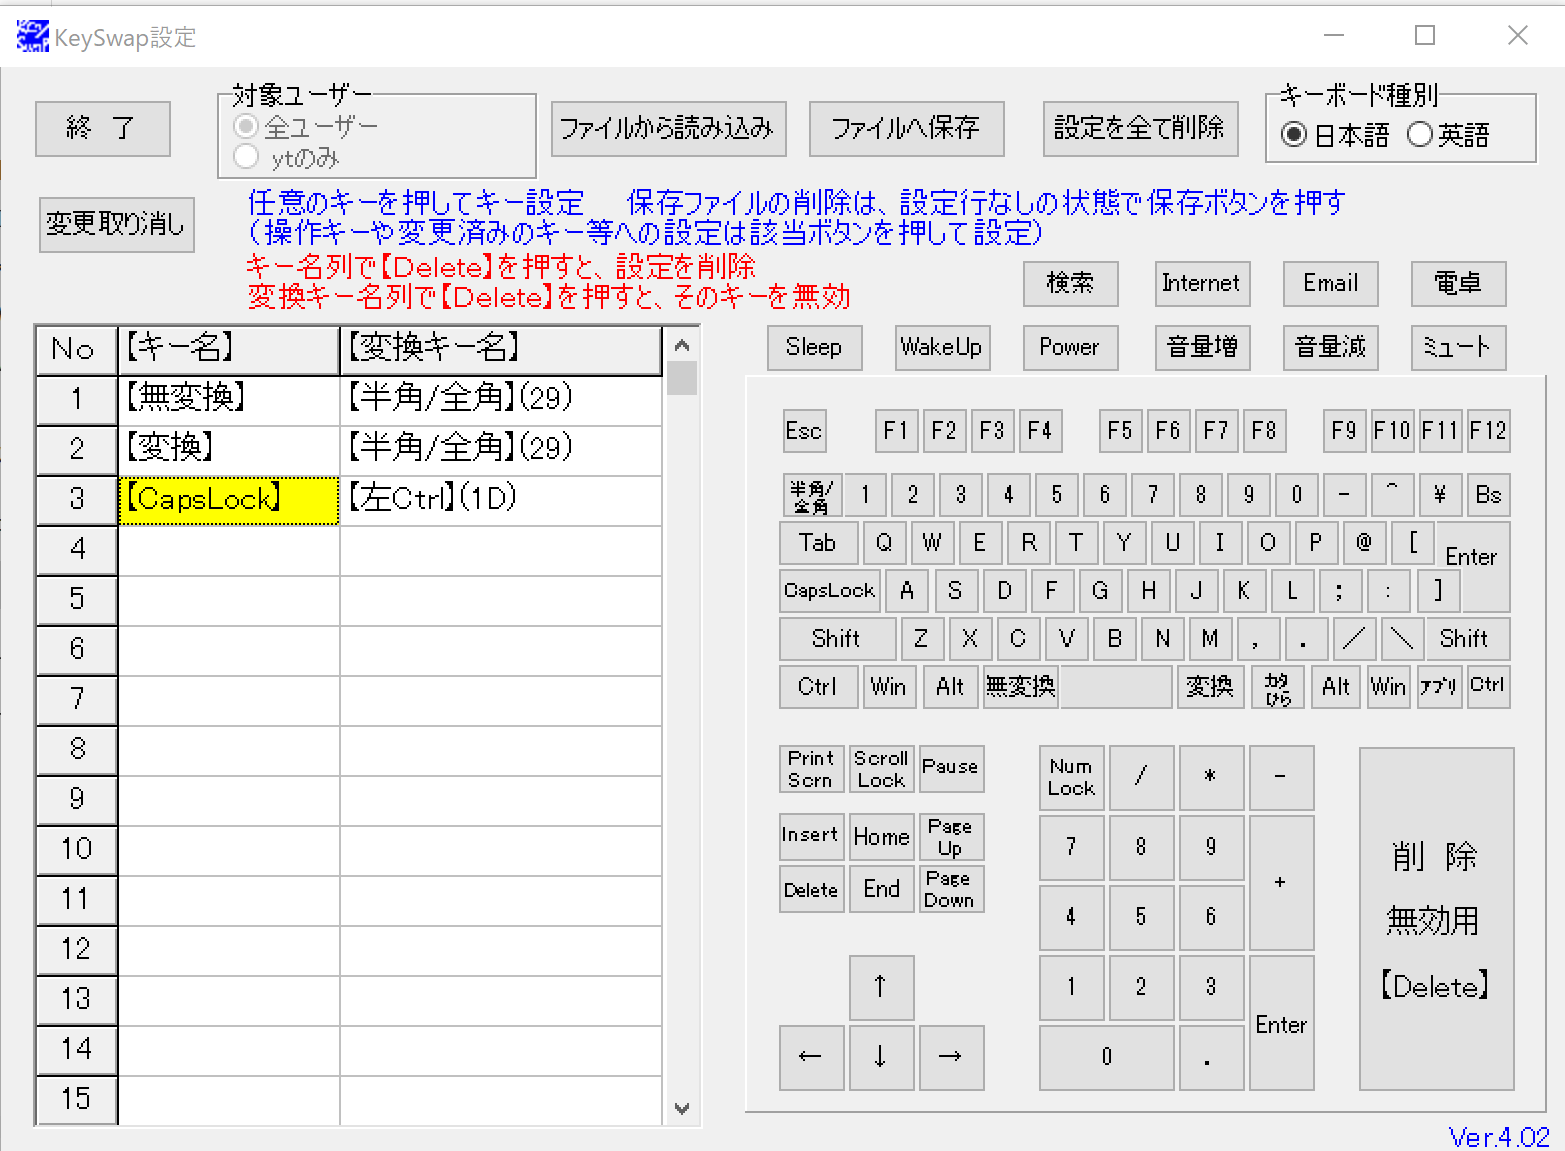 KeySwap設定
終 了
対象ユーザー
全ユーザー
ytのみ
ファイルから読み込み
ファイルへ保存
設定を全て削除
キーボード種別
日本語 英語
変更取り消し
任意のキーを押してキー設定 保存ファイルの削除は、設定行なしの状態で保存ボタンを押す
(操作キーや変更済みのキー等への設定は該当ボタンを押して設定)
キー名列で【Delete】を押すと、設定を削除
変換キー名列で【Delete】を押すと、そのキーを無効
検索 Internet Email 電卓
Sleep WakeUp Power 音量増 音量減 ミュート
No 【キー名】 【変換キー名】
1 【無変換】 【半角/全角】(29)
2 【変換】 【半角/全角】(29)
3 【CapsLock】 【左Ctrl】(1D)
4
5
6
7
8
9
10
11
12
13
14
15
Esc F1 F2 F3 F4 F5 F6 F7 F8 F9 F10 F11 F12
半角/
全角
1 2 3 4 5 6 7 8 9 0 - ^ ¥ Bs
Tab Q W E R T Y U I O P @ [ Enter
CapsLock A S D F G H J K L ; : ]
Shift Z X C V B N M , . ／ ＼ Shift
Ctrl Win Alt 無変換 変換 カタ
ひら
Alt Win アプリ Ctrl
Print
Scrn
Scroll
Lock
Pause
Insert Home Page
Up
Delete End Page
Down
↑
← ↓ →
Num
Lock
/ * -
7 8 9 +
4 5 6
1 2 3 Enter
0 .
削 除
無効用
【Delete】
Ver.4.02